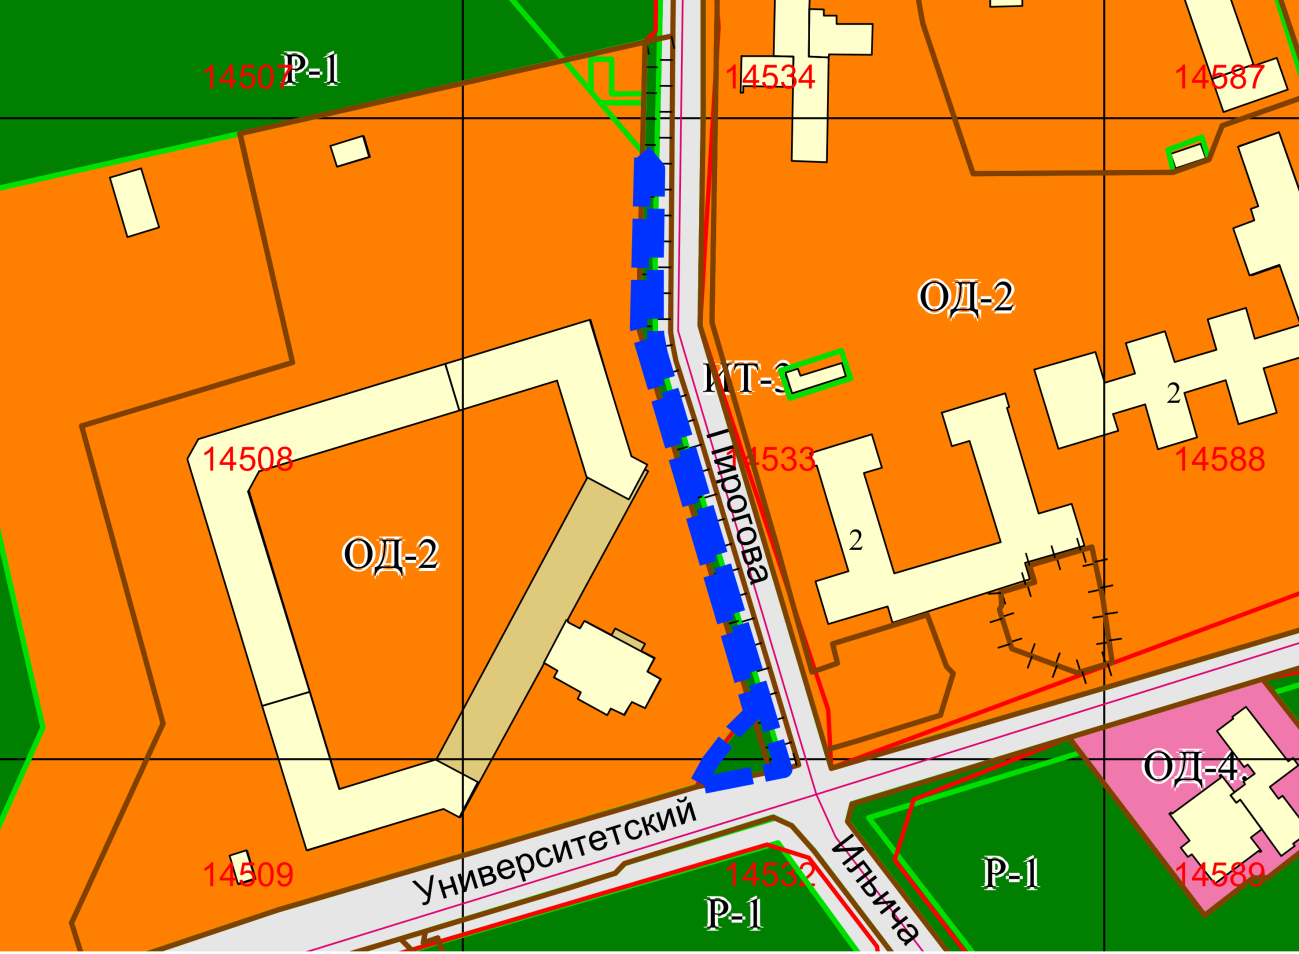 14507
Р-1
14534
14587
ОД-2
ИТ-3
14508
14533
2
14588
Пирогова
2
ОД-2
ОД-4
Университетский
14509
14532
Р-1
Ильича
Р-1
14589